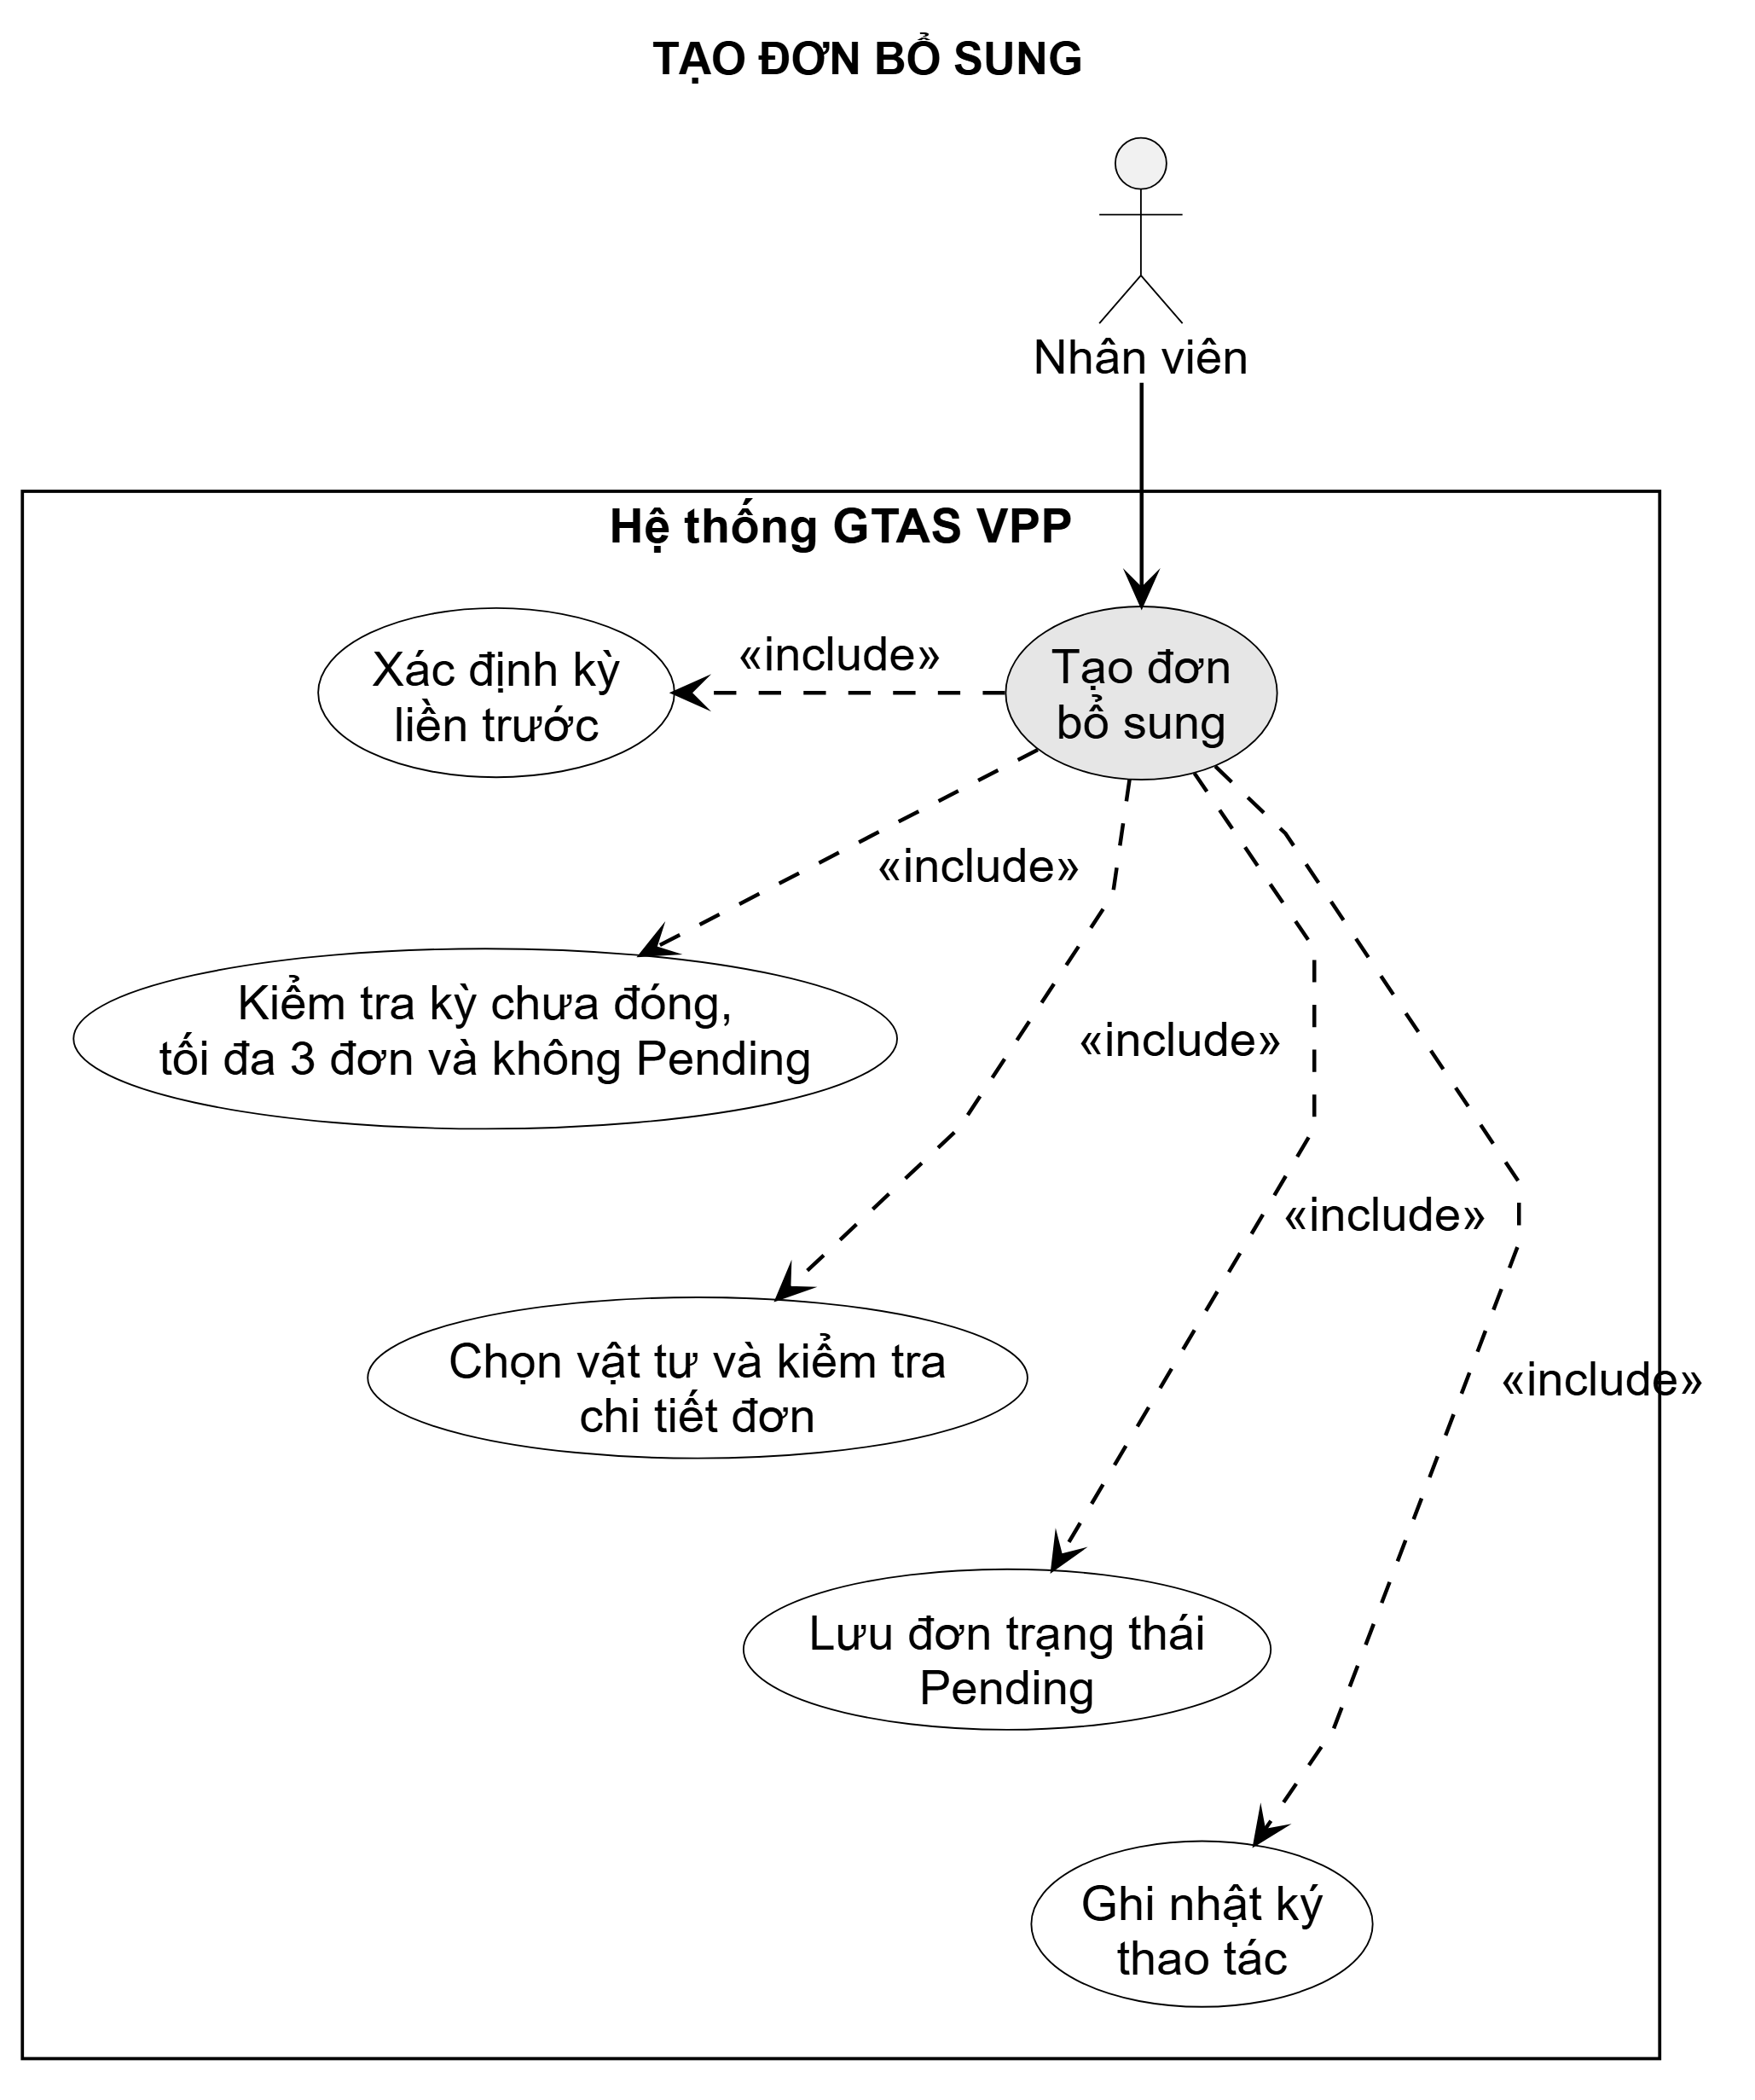 TẠO ĐƠN BỔ SUNG
Nhân viên
Hệ thống GTAS VPP
Xác định kỳ
liền trước
«include»
Tạo đơn
bổ sung
«include»
Kiểm tra kỳ chưa đóng,
tối đa 3 đơn và không Pending
«include»
«include»
Chọn vật tư và kiểm tra
chi tiết đơn
«include»
Lưu đơn trạng thái
Pending
Ghi nhật ký
thao tác